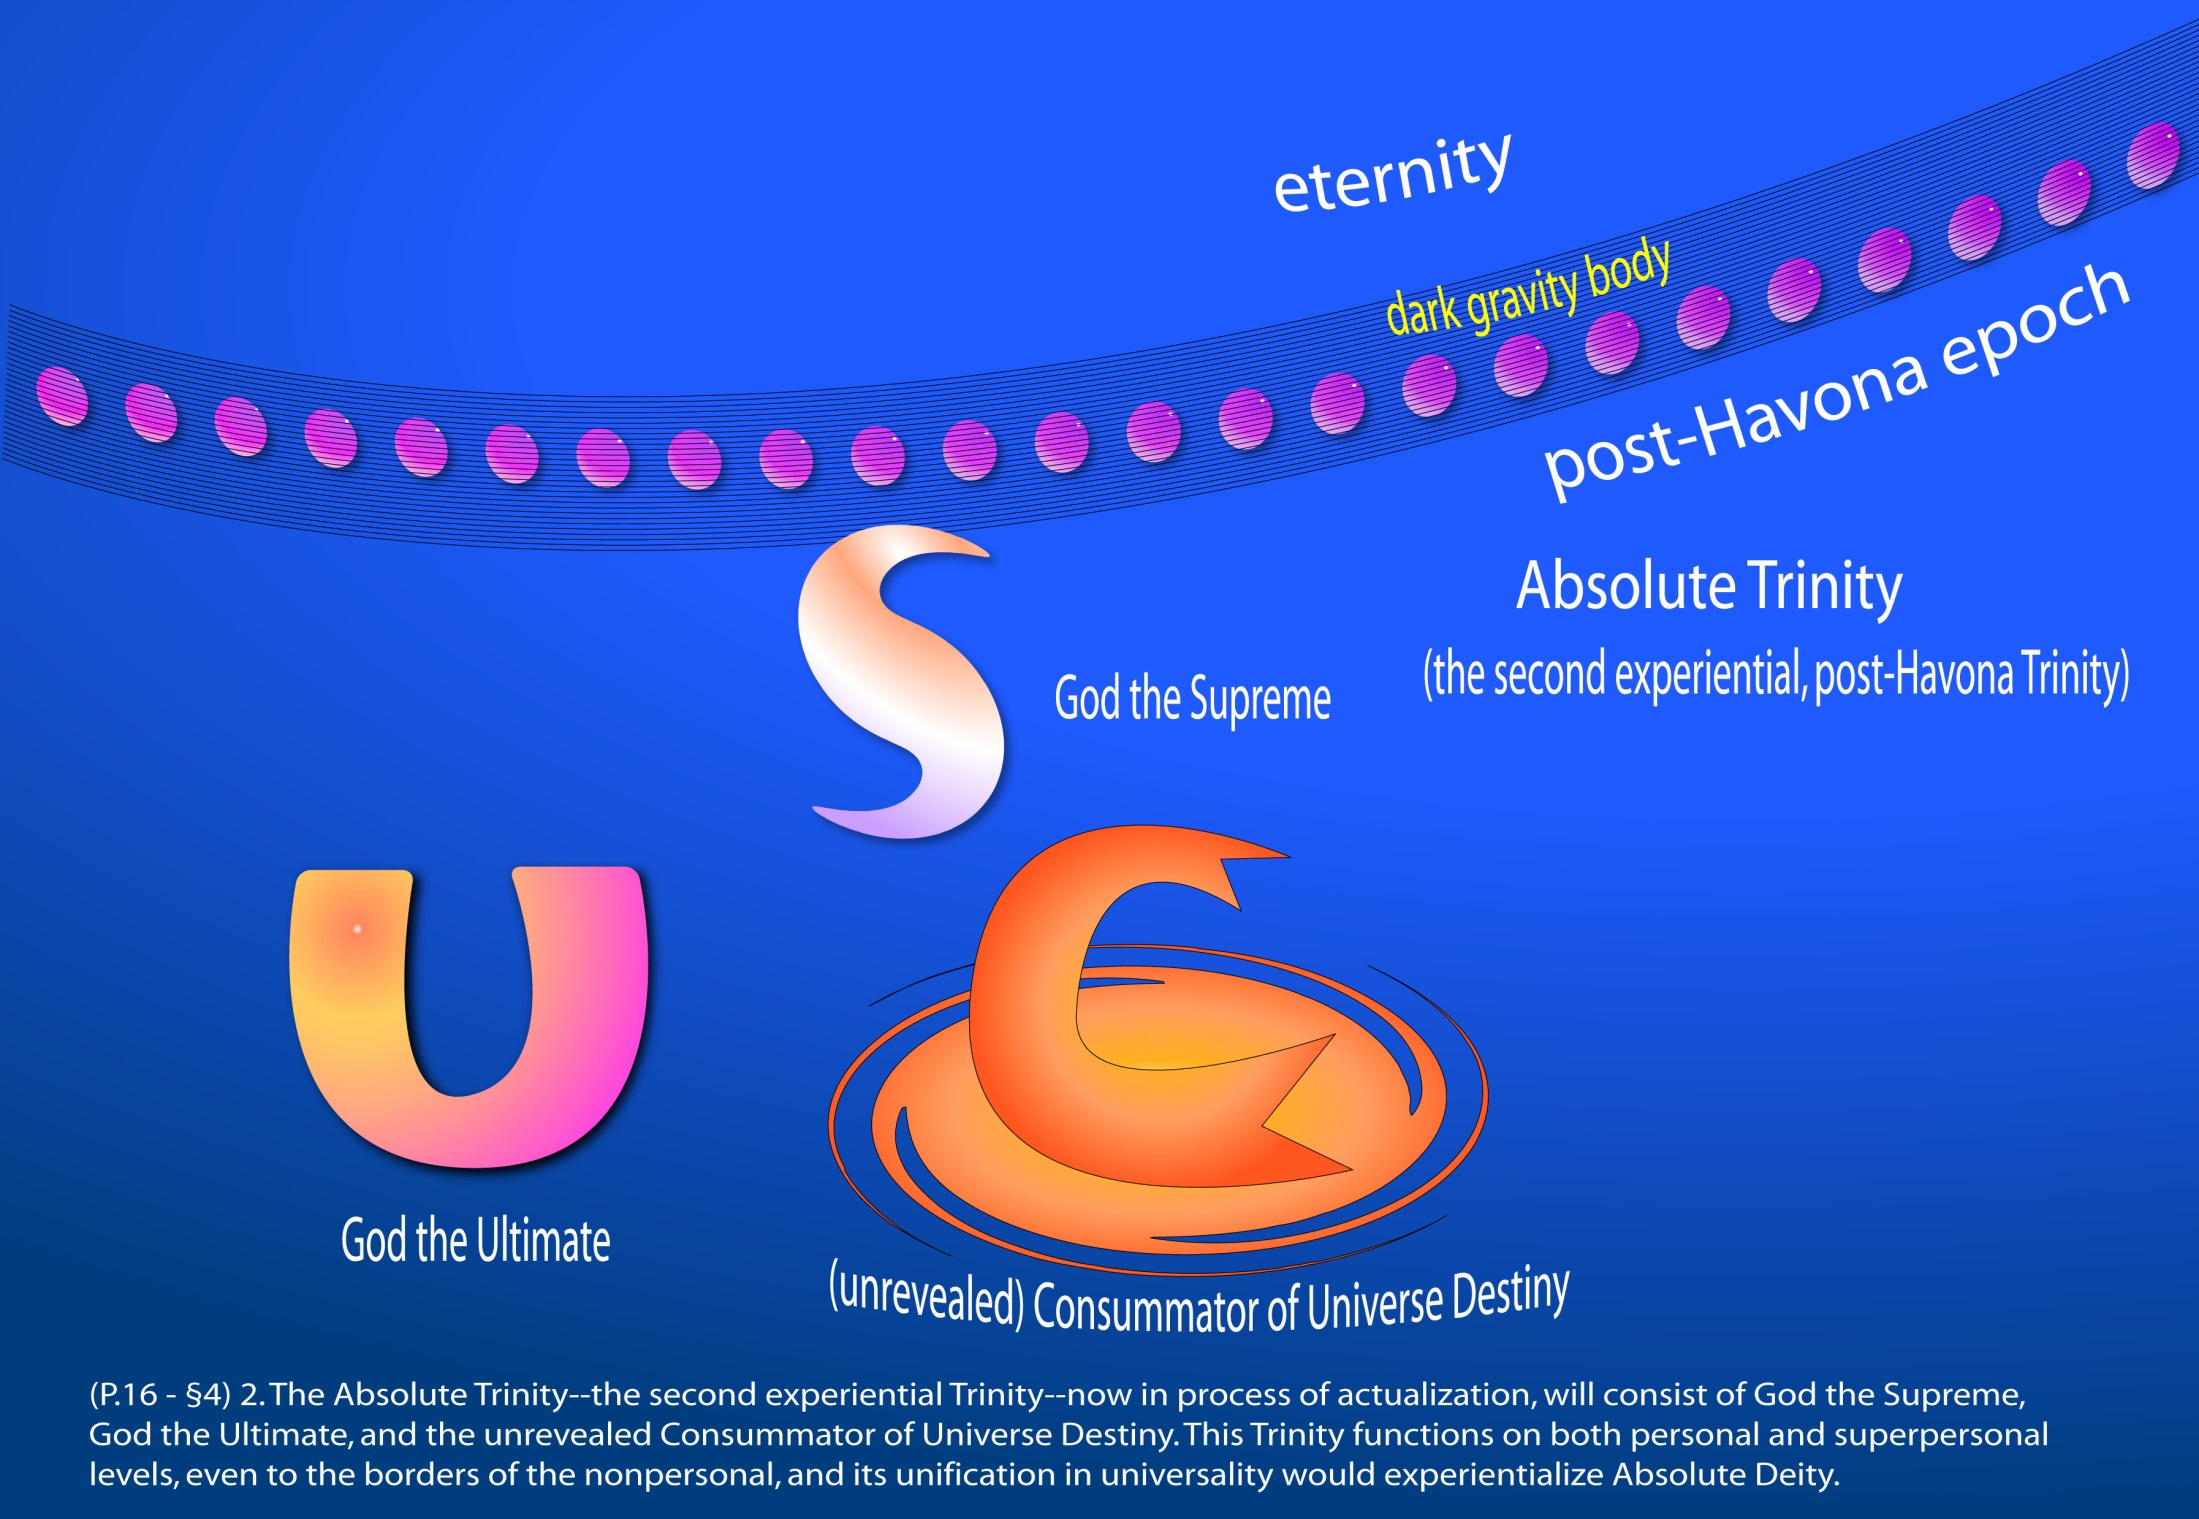 eternity
dark gravity body
post-Havona epoch
Absolute Trinity
(the second experiential, post-Havona Trinity)
God the Supreme
God the Ultimate
(unrevealed) Consummator of Universe Destiny
(P.16 - §4) 2. The Absolute Trinity--the second experiential Trinity--now in process of actualization, will consist of God the Supreme,
God the Ultimate, and the unrevealed Consummator of Universe Destiny. This Trinity functions on both personal and superpersonal
levels, even to the borders of the nonpersonal, and its unification in universality would experientialize Absolute Deity.